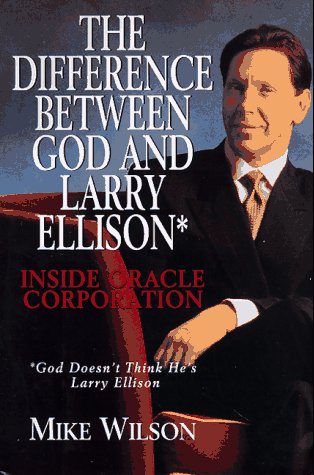 THE
DIFFERENCE
BETWEEN
GOD AND
LARRY
ELLISON*
INSIDE ORACLE
CORPORATION
*God Doesn't Think He's
Larry Ellison
MIKE WILSON